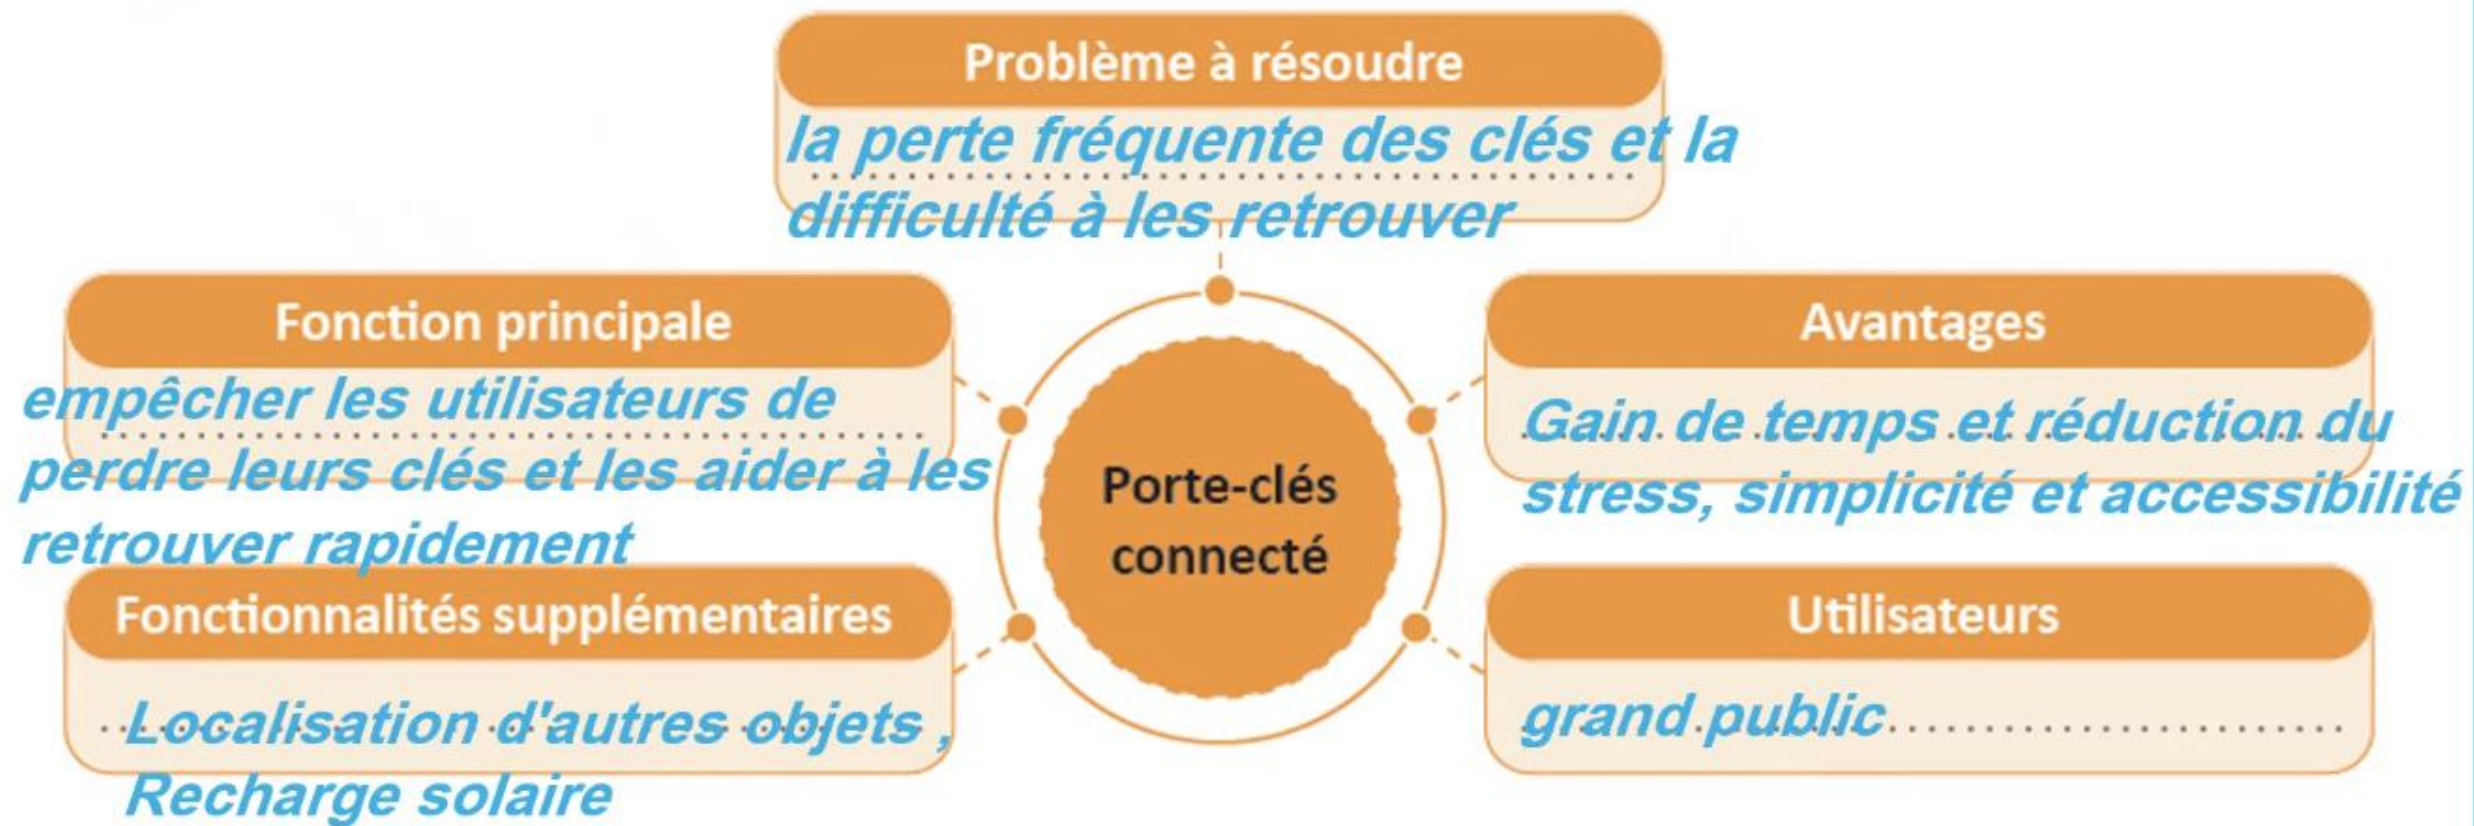 Problème à résoudre
la perte fréquente des clés et la
difficulté à les retrouver
Fonction principale
empêcher les utilisateurs de
perdre leurs clés et les aider à les
retrouver rapidement
Avantages
Gain de temps et réduction du
stress, simplicité et accessibilité
Porte-clés
connecté
Fonctionnalités supplémentaires
Localisation d'autres objets ,
Recharge solaire
Utilisateurs
grand public